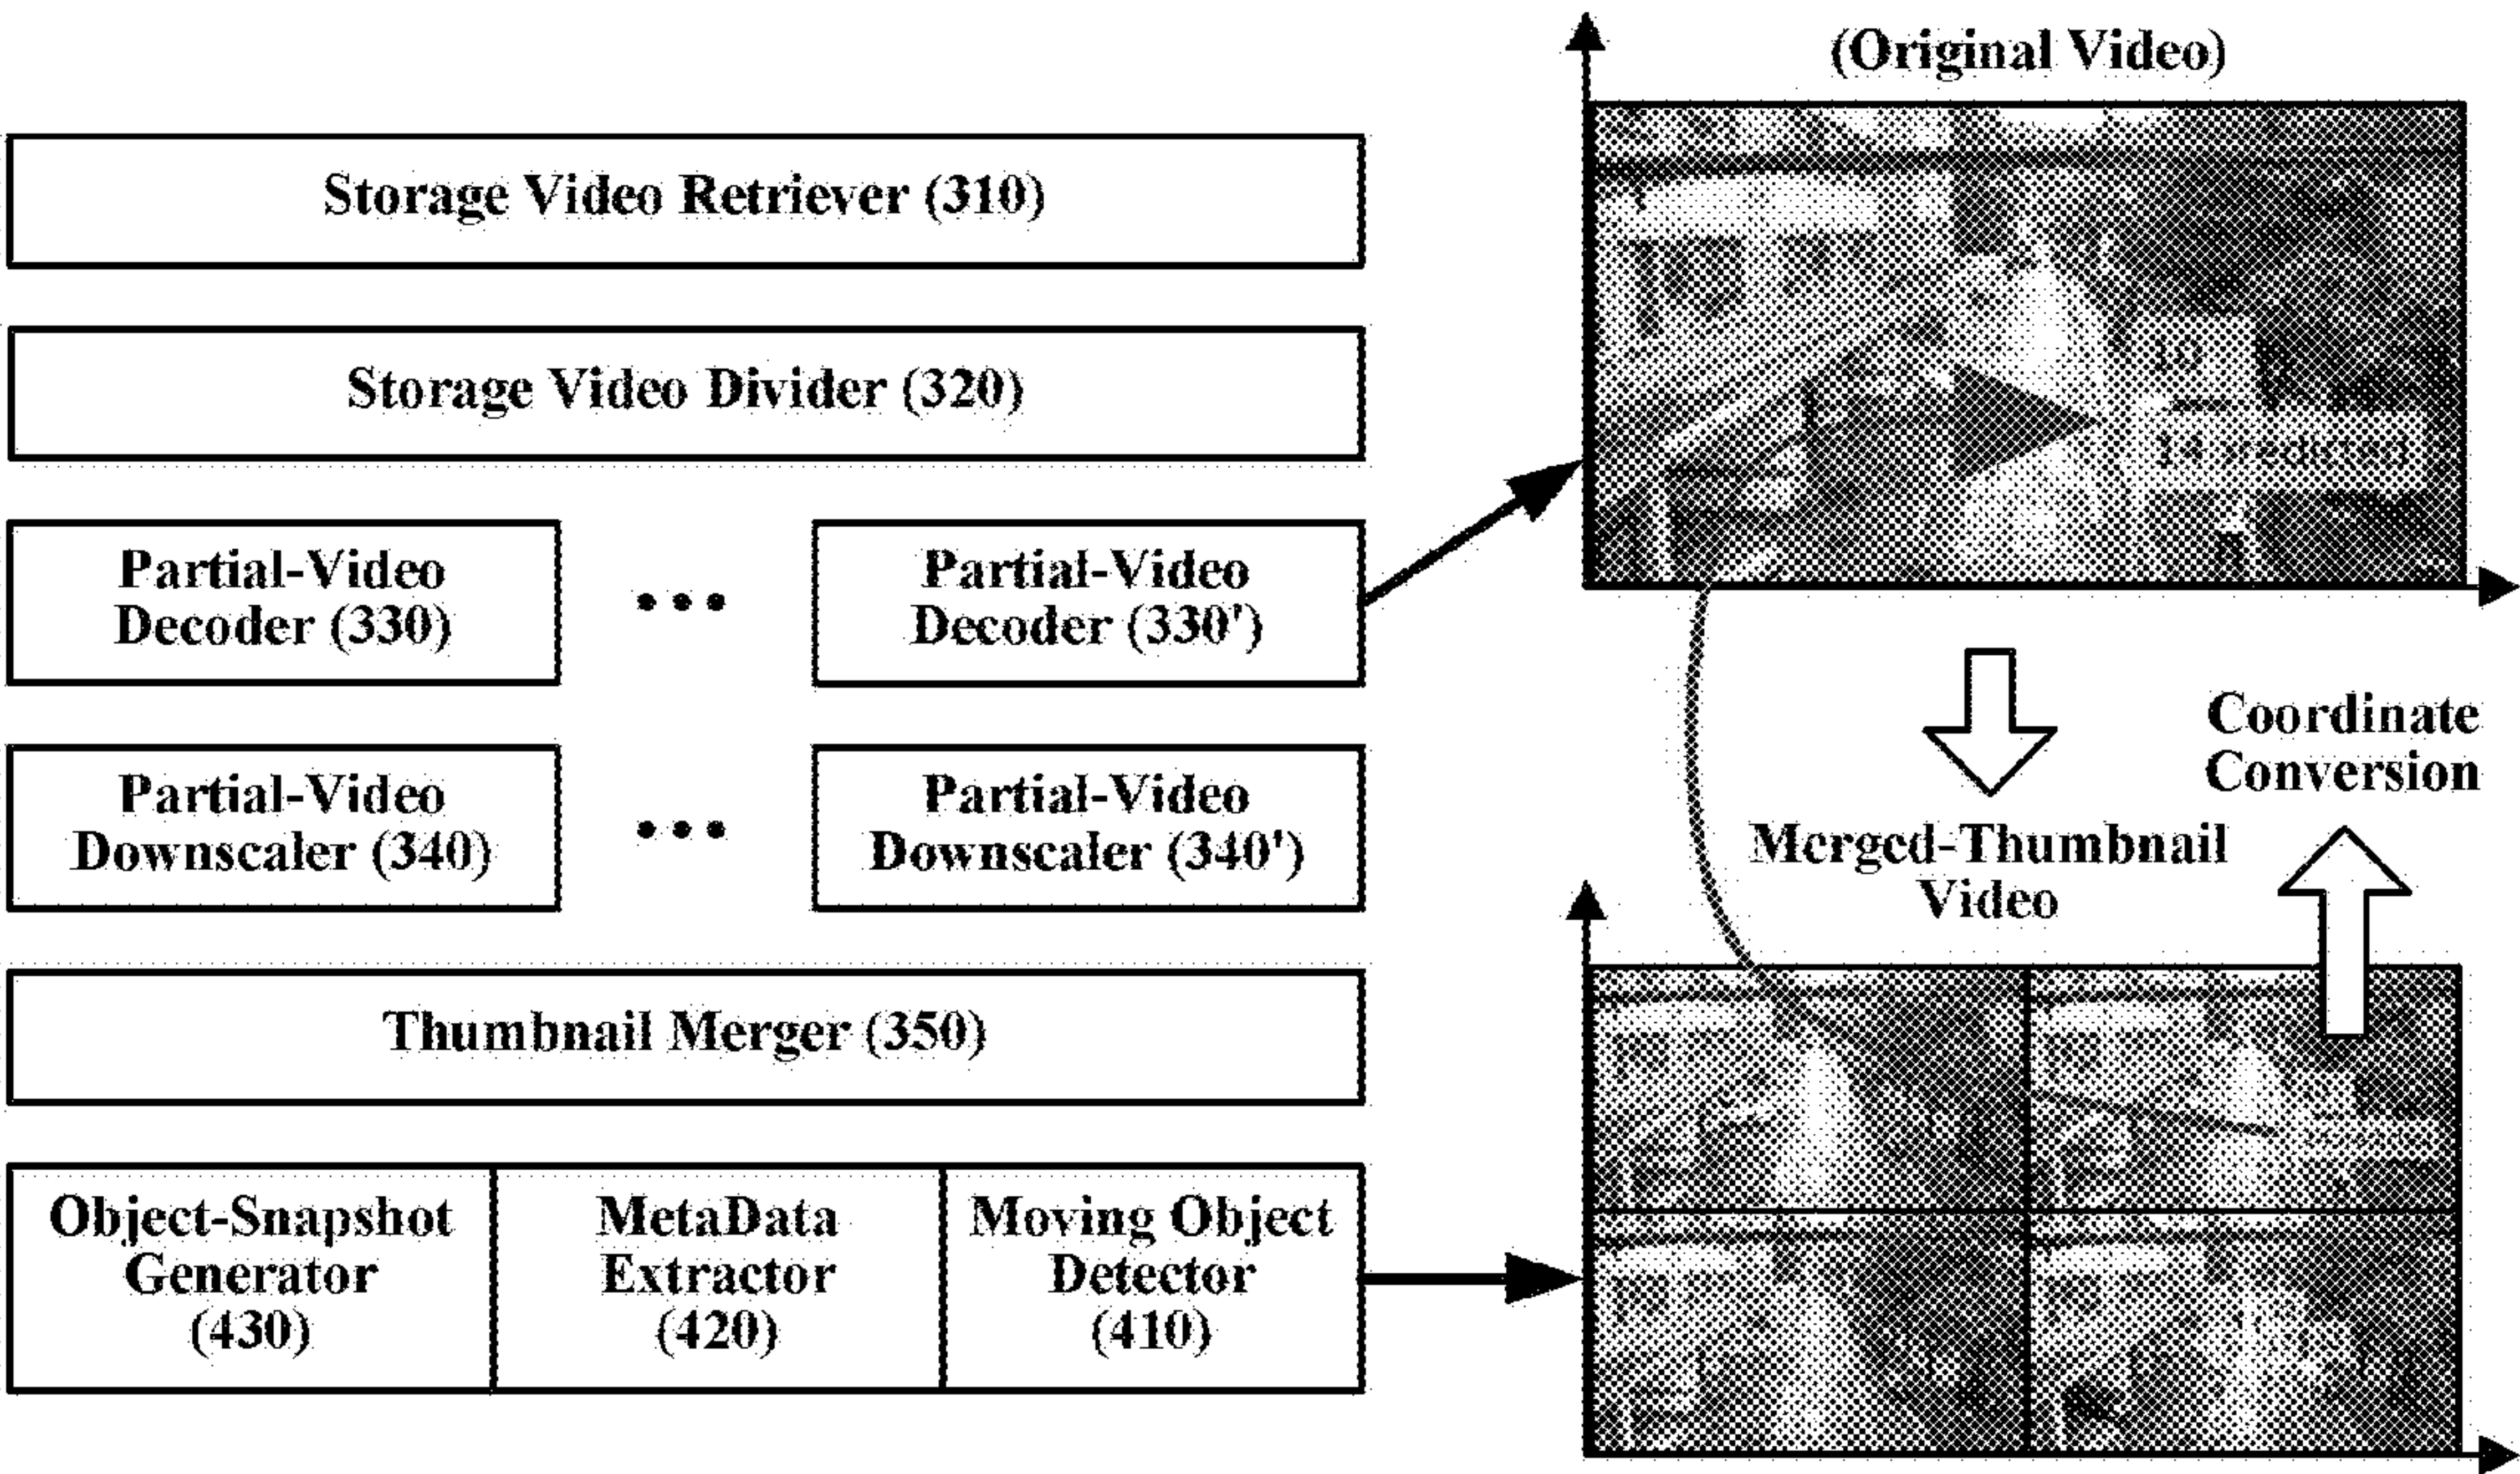 (Original Video)
Storage Video Retriever (310)
Storage Video Divider (320)
Partial-Video
Decoder (330)
Partial-Video
Decoder (330')
Partial-Video
Downscaler (340)
Partial-Video
Downscaler (340')
Coordinate
Conversion
Merged-Thumbnail
Video
Thumbnail Merger (350)
Object-Snapshot
Generator
(430)
MetaData
Extractor
(420)
Moving Object
Detector
(410)